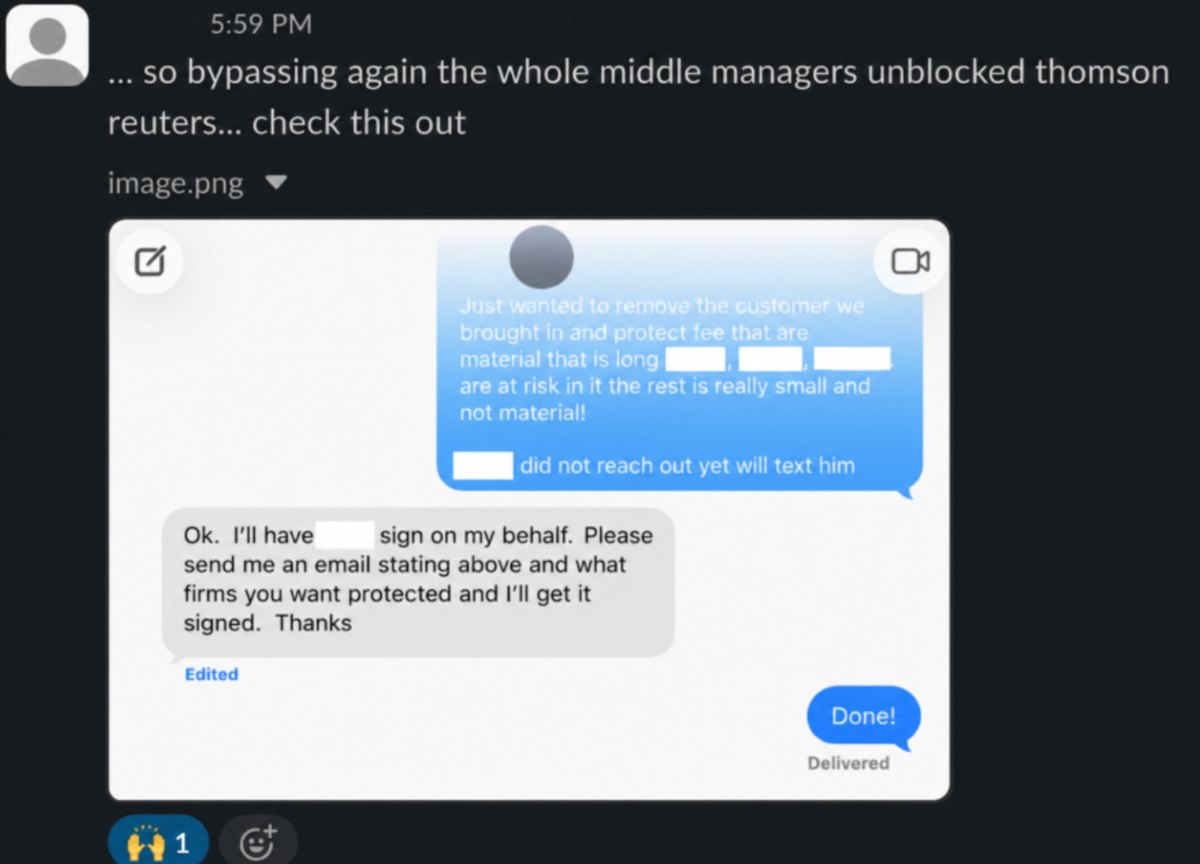 5:59 PM
... so bypassing again the whole middle managers unblocked thomson
reuters... check this out
image.png
Just wanted to remove the customer we
brought in and protect fee that are
material that is long , , ,
are at risk in it the rest is really small and
not material!
did not reach out yet will text him
Ok. I'll have sign on my behalf. Please
send me an email stating above and what
firms you want protected and I'll get it
signed. Thanks
Edited
Done!
Delivered
🙌 1